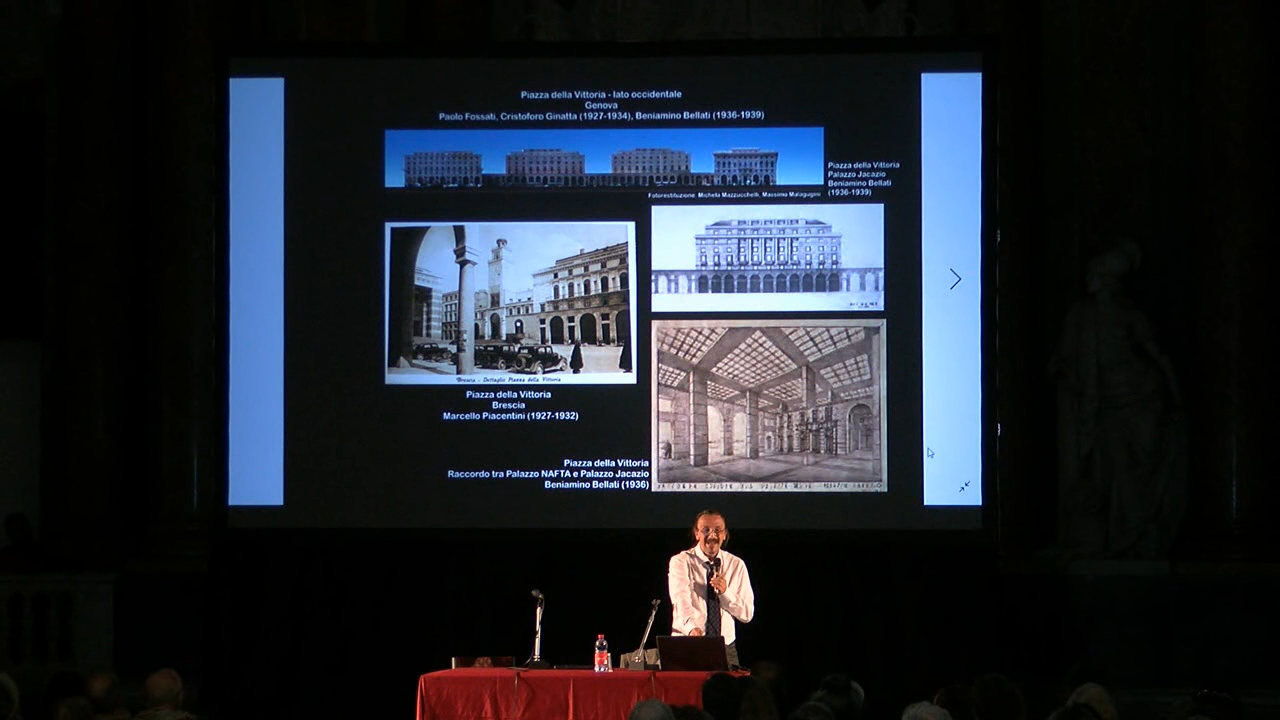 Piazza della Vittoria - lato occidentale
Genova
Paolo Fossati, Cristoforo Ginatta (1927-1934), Beniamino Bellati (1936-1939)
Piazza della Vittoria
Palazzo Jacazio
Beniamino Bellati
(1936-1939)
Fotorestituzione: Michela Mazzucchelli, Massimo Malagugini
Brescia - Dettaglio Piazza della Vittoria
Piazza della Vittoria
Brescia
Marcello Piacentini (1927-1932)
Piazza della Vittoria
Raccordo tra Palazzo NAFTA e Palazzo Jacazio
Beniamino Bellati (1936)